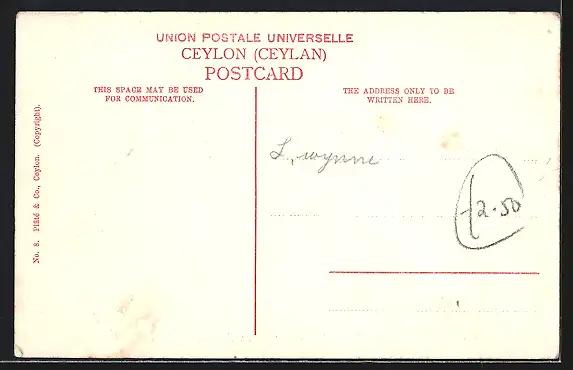 UNION POSTALE UNIVERSELLE
CEYLON (CEYLAN)
POSTCARD
THIS SPACE MAY BE USED
FOR COMMUNICATION.
THE ADDRESS ONLY TO BE
WRITTEN HERE.
No. 8. Plâté & Co., Ceylon. (Copyright).
L. wynne
£2.50